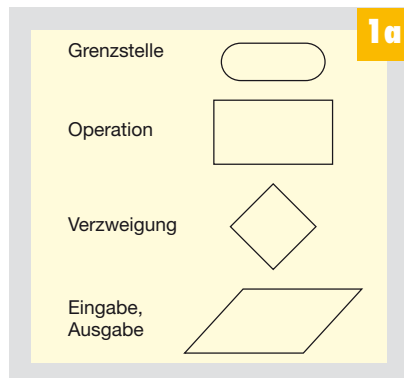 1a
Grenzstelle
Operation
Verzweigung
Eingabe,
Ausgabe